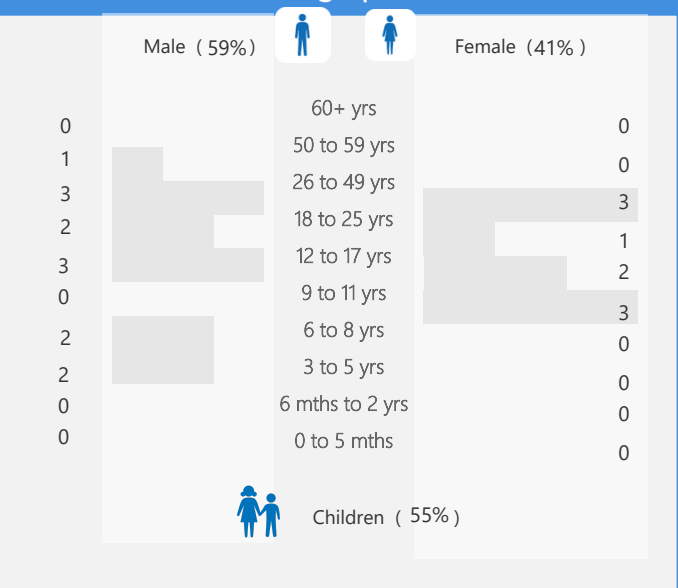 Male ( 59% )
Female ( 41% )
60+ yrs
0
0
50 to 59 yrs
1
0
26 to 49 yrs
3
3
18 to 25 yrs
2
1
12 to 17 yrs
3
2
9 to 11 yrs
0
3
6 to 8 yrs
2
0
3 to 5 yrs
2
0
6 mths to 2 yrs
0
0
0 to 5 mths
0
0
Children ( 55% )